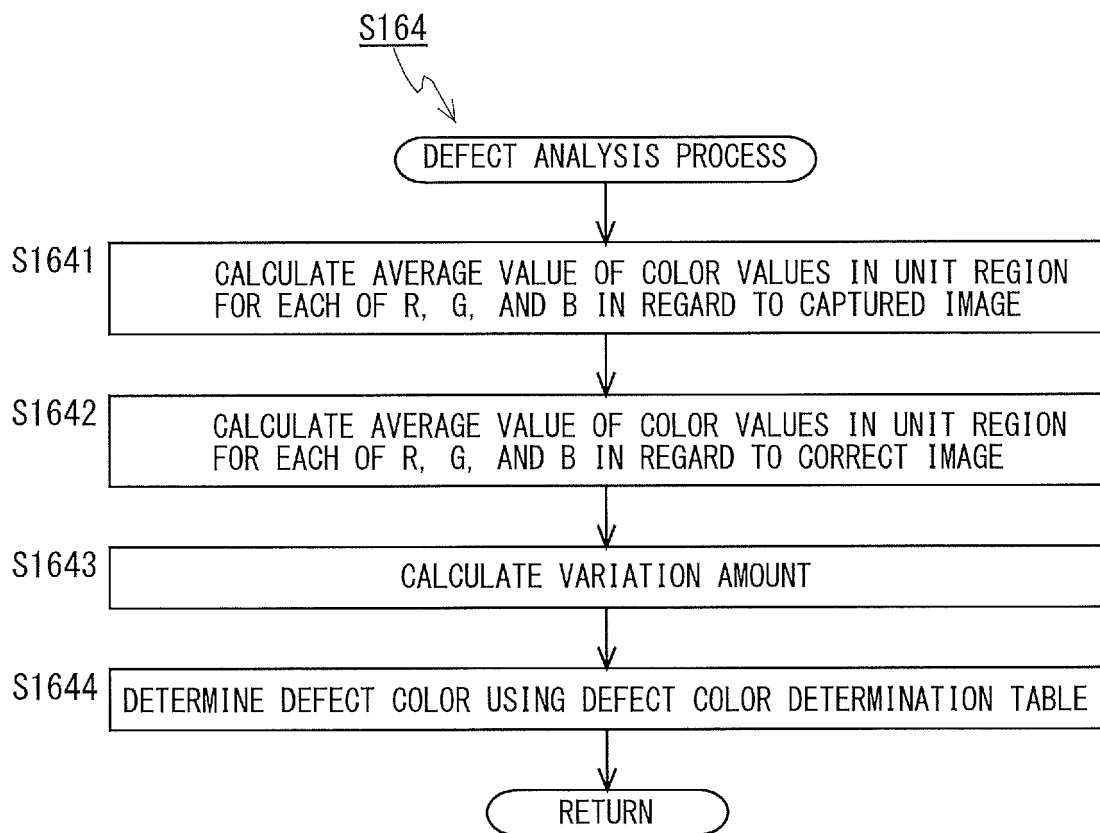 S164
DEFECT ANALYSIS PROCESS
S1641
CALCULATE AVERAGE VALUE OF COLOR VALUES IN UNIT REGION
FOR EACH OF R, G, AND B IN REGARD TO CAPTURED IMAGE
S1642
CALCULATE AVERAGE VALUE OF COLOR VALUES IN UNIT REGION
FOR EACH OF R, G, AND B IN REGARD TO CORRECT IMAGE
S1643
CALCULATE VARIATION AMOUNT
S1644
DETERMINE DEFECT COLOR USING DEFECT COLOR DETERMINATION TABLE
RETURN